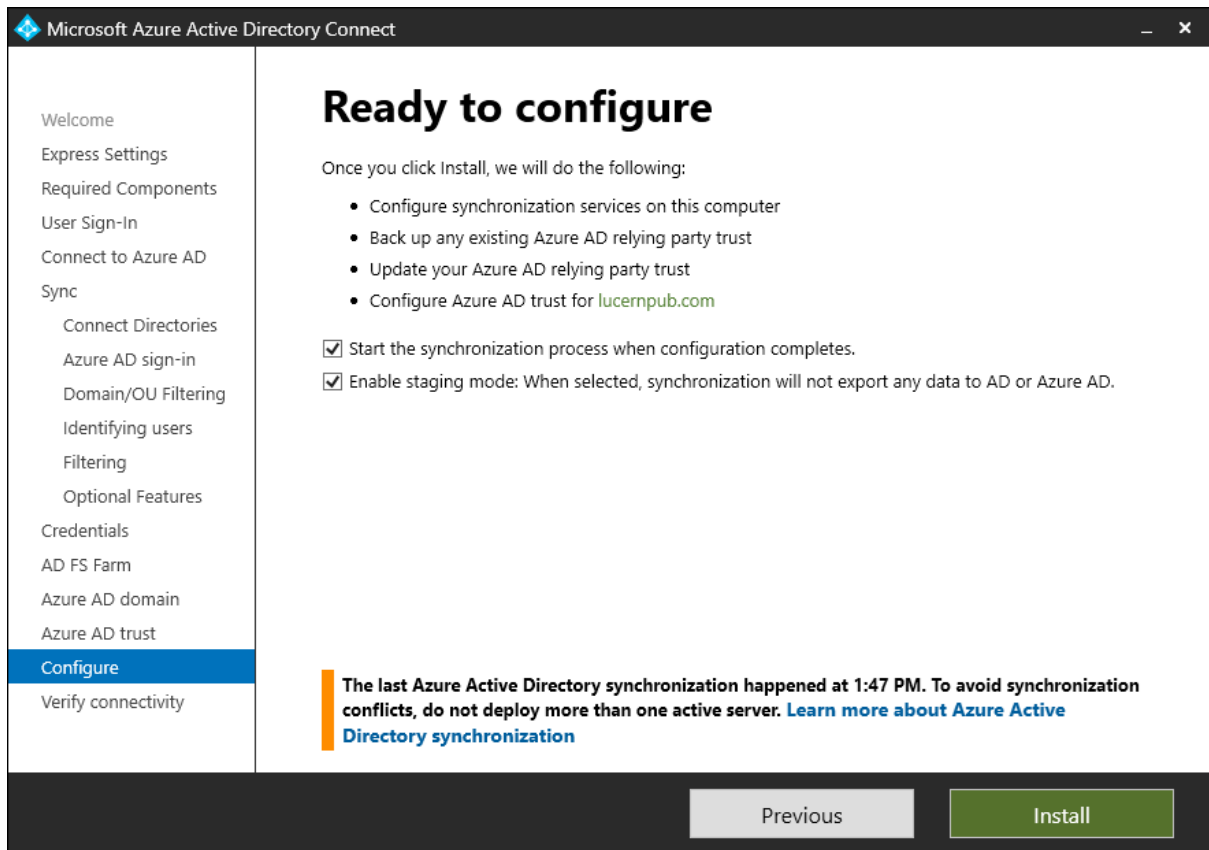 Microsoft Azure Active Directory Connect
Welcome
Express Settings
Required Components
User Sign-In
Connect to Azure AD
Sync
Connect Directories
Azure AD sign-in
Domain/OU Filtering
Identifying users
Filtering
Optional Features
Credentials
AD FS Farm
Azure AD domain
Azure AD trust
Configure
Verify connectivity
Ready to configure
Once you click Install, we will do the following:
• Configure synchronization services on this computer
• Back up any existing Azure AD relying party trust
• Update your Azure AD relying party trust
• Configure Azure AD trust for lucernpub.com
Start the synchronization process when configuration completes.
Enable staging mode: When selected, synchronization will not export any data to AD or Azure AD.
The last Azure Active Directory synchronization happened at 1:47 PM. To avoid synchronization
conflicts, do not deploy more than one active server. Learn more about Azure Active
Directory synchronization
Previous
Install